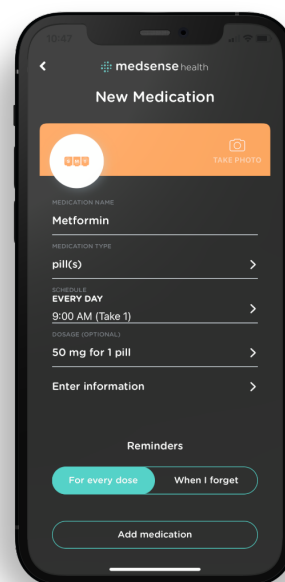 10:47
medsense health
New Medication
TAKE PHOTO
MEDICATION NAME
Metformin
MEDICATION TYPE
pill(s)
SCHEDULE
EVERY DAY
9:00 AM (Take 1)
DOSAGE (OPTIONAL)
50 mg for 1 pill
Enter information
Reminders
For every dose
When I forget
Add medication